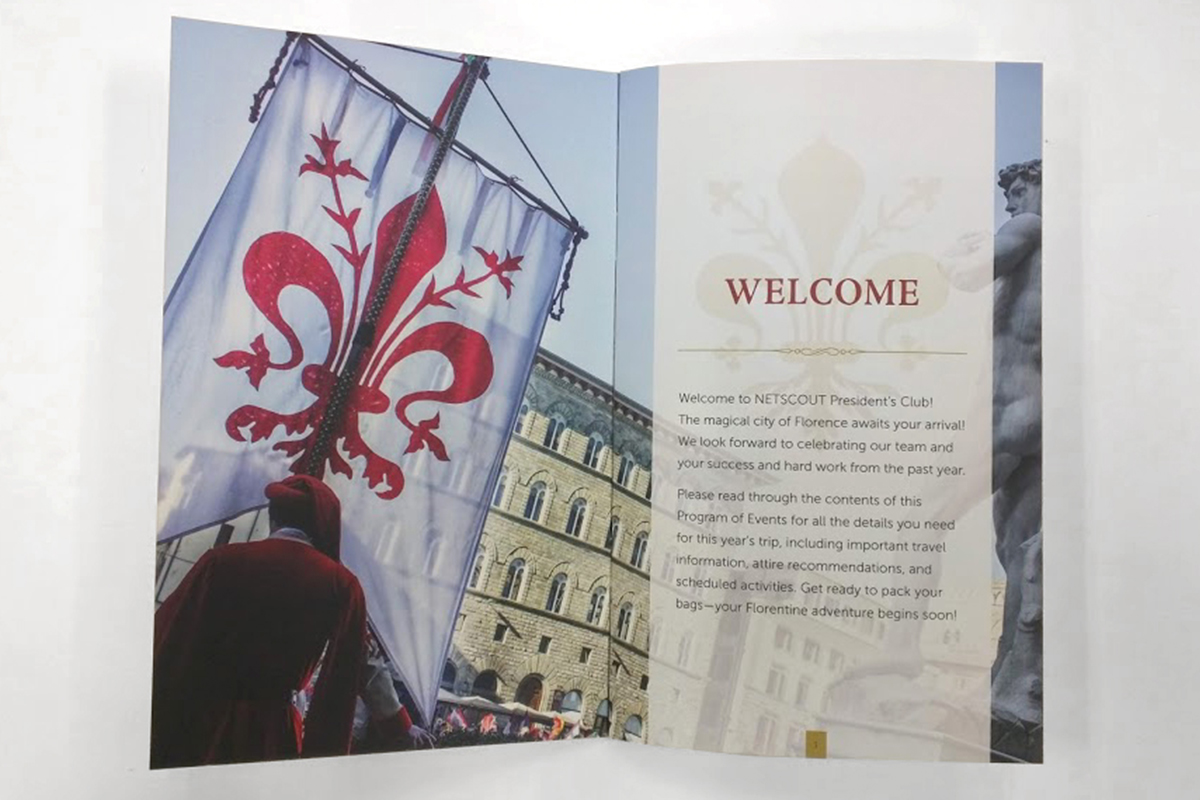 WELCOME
Welcome to NETSCOUT President's Club!
The magical city of Florence awaits your arrival!
We look forward to celebrating our team and
your success and hard work from the past year.
Please read through the contents of this
Program of Events for all the details you need
for this year's trip, including important travel
information, attire recommendations, and
scheduled activities. Get ready to pack your
bags—your Florentine adventure begins soon!
3